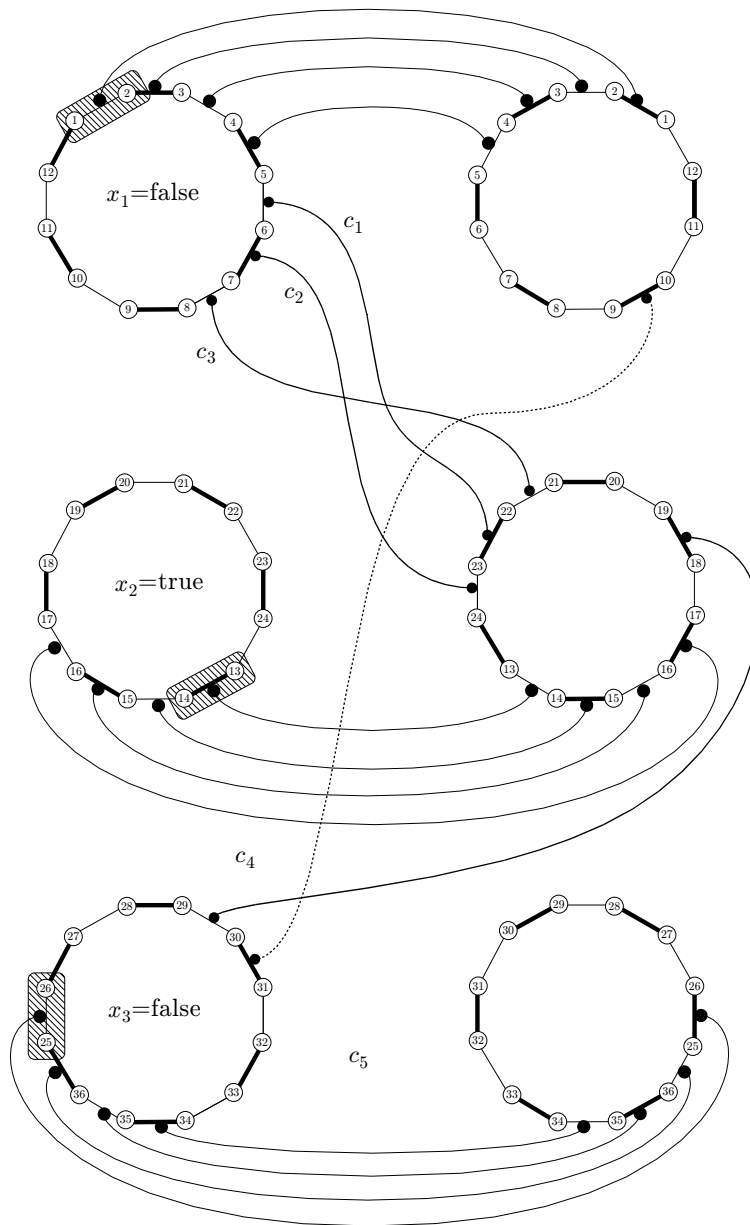 2 3 3 2
1 4 4 1
12 5 5 12
x₁=false
11 6 c₁ 6 11
10 7 7 10
c₂
9 8 8 9
c₃
20 21 21 20
19 22 22 19
18 23 23 18
x₂=true
17 24 24 17
16 13 13 16
15 14 14 15
c₄
28 29 29 28
27 30 30 27
26 31 31 26
x₃=false
25 32 32 25
c₅
36 33 33 36
35 34 34 35